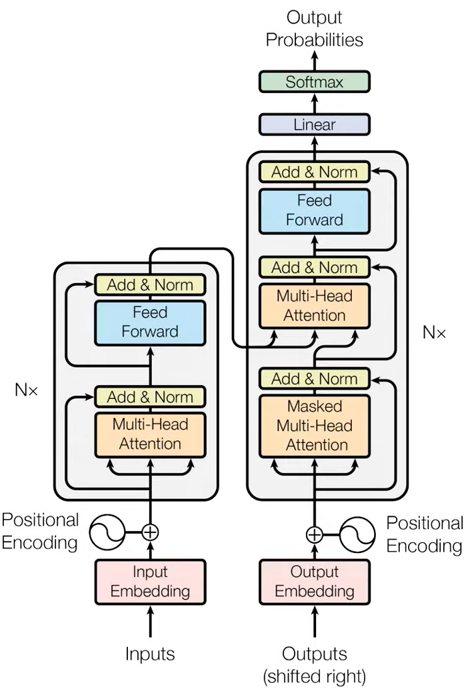 Output
Probabilities
Softmax
Linear
Add & Norm
Feed
Forward
Add & Norm
Multi-Head
Attention
Add & Norm
Masked
Multi-Head
Attention
N×
Add & Norm
Feed
Forward
Add & Norm
Multi-Head
Attention
N×
Positional
Encoding
Positional
Encoding
Input
Embedding
Output
Embedding
Inputs
Outputs
(shifted right)